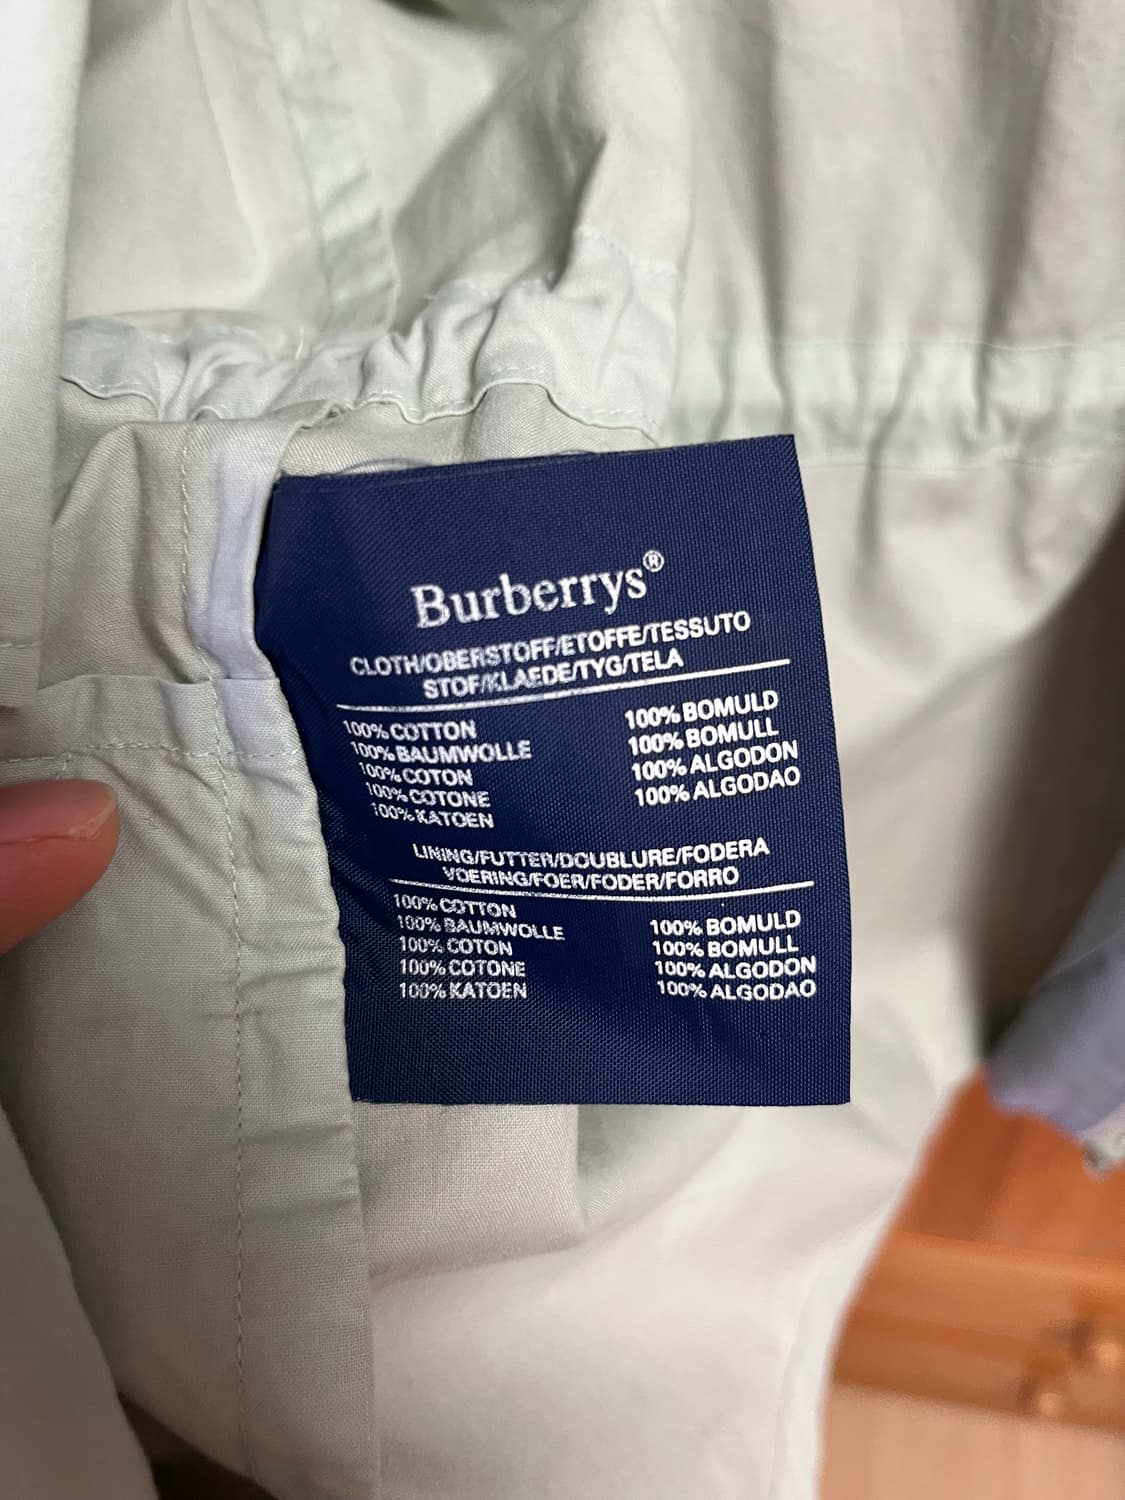 Burberrys®
CLOTH/OBERSTOFF/ETOFFE/TESSUTO
STOF/KLAEDE/TYG/TELA
100% COTTON
100% BAUMWOLLE
100% COTON
100% COTONE
100% KATOEN
100% BOMULD
100% BOMULL
100% ALGODON
100% ALGODAO
LINING/FUTTER/DOUBLURE/FODERA
VOERING/FOER/FODER/FORRO
100% COTTON
100% BAUMWOLLE
100% COTON
100% COTONE
100% KATOEN
100% BOMULD
100% BOMULL
100% ALGODON
100% ALGODAO